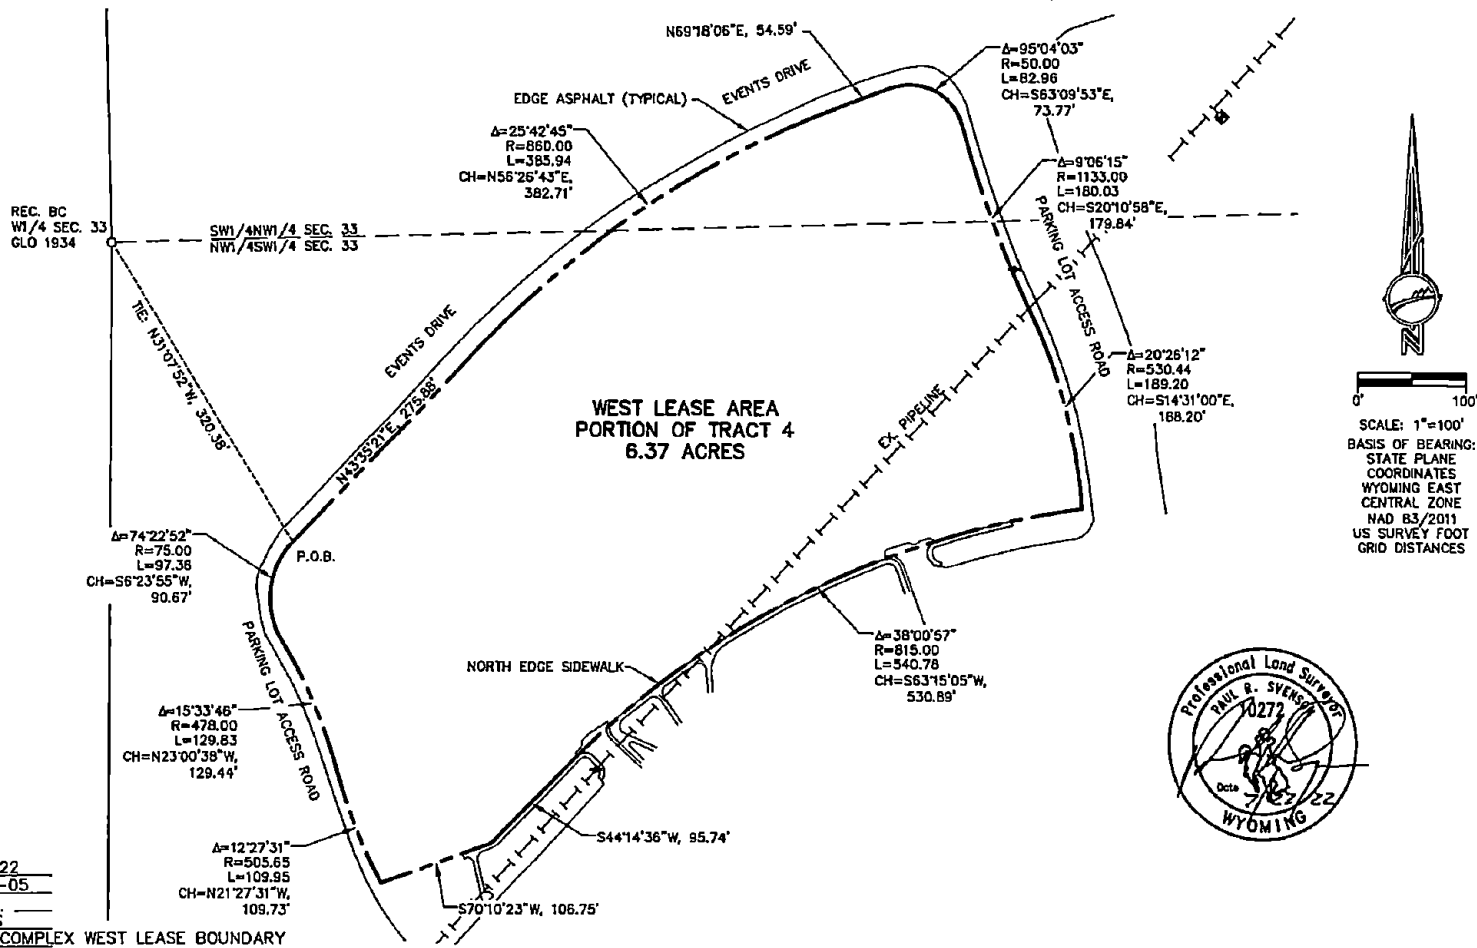 N69°18'06"E, 54.59'
Δ=95°04'03"
R=50.00
L=82.96
CH=S63°09'53"E,
73.77'
EVENTS DRIVE
EDGE ASPHALT (TYPICAL)
Δ=25°42'45"
R=860.00
L=385.94
CH=N56°26'43"E,
382.71'
Δ=9°06'15"
R=1133.00
L=180.03
CH=S20°10'58"E,
179.84'
REC. BC
W1/4 SEC. 33
GLO 1934
SW1/4NW1/4 SEC. 33
NW1/4SW1/4 SEC. 33
PARKING LOT ACCESS ROAD
TIE: N31°07'52"W, 320.38'
EVENTS DRIVE
N43°35'21"E, 275.88'
WEST LEASE AREA
PORTION OF TRACT 4
6.37 ACRES
EX. PIPELINE
Δ=20°26'12"
R=530.44
L=189.20
CH=S14°31'00"E,
188.20'
0'
100'
SCALE: 1"=100'
BASIS OF BEARING:
STATE PLANE
COORDINATES
WYOMING EAST
CENTRAL ZONE
NAD 83/2011
US SURVEY FOOT
GRID DISTANCES
Δ=74°22'52"
R=75.00
L=97.36
CH=S6°23'55"W,
90.67'
P.O.B.
PARKING LOT ACCESS ROAD
NORTH EDGE SIDEWALK
Δ=38°00'57"
R=815.00
L=540.78
CH=S63°15'05"W,
530.89'
Δ=15°33'46"
R=478.00
L=129.83
CH=N23°00'38"W,
129.44'
Professional Land Surveyor
PAUL R. SVENSON
10272
Date 7-22-22
WYOMING
Δ=12°27'31"
R=505.65
L=109.95
CH=N21°27'31"W,
109.73'
S44°14'36"W, 95.74'
S70°10'23"W, 106.75'
22
-05
COMPLEX WEST LEASE BOUNDARY